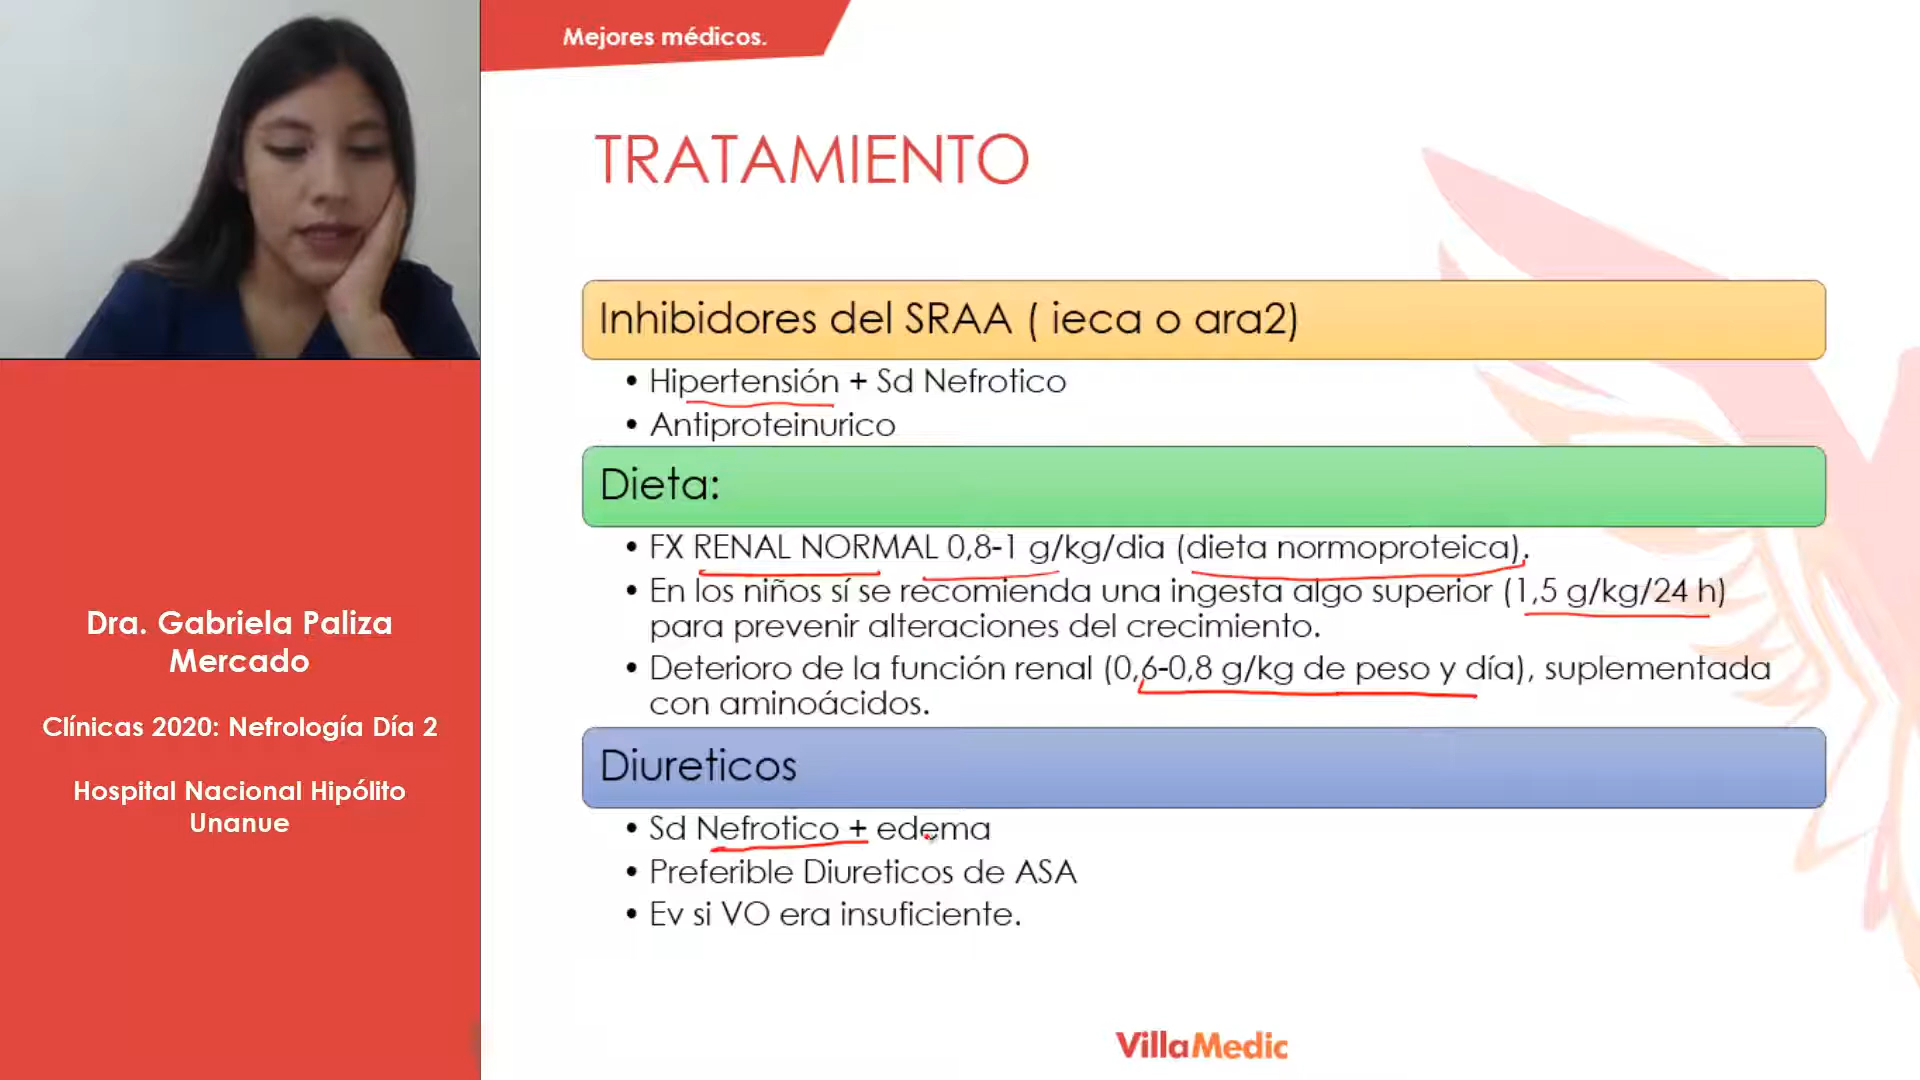 Mejores médicos.
TRATAMIENTO
Inhibidores del SRAA ( ieca o ara2)
• Hipertensión + Sd Nefrotico
• Antiproteinurico
Dieta:
• FX RENAL NORMAL 0,8-1 g/kg/dia (dieta normoproteica).
• En los niños sí se recomienda una ingesta algo superior (1,5 g/kg/24 h)
para prevenir alteraciones del crecimiento.
• Deterioro de la función renal (0,6-0,8 g/kg de peso y día), suplementada
con aminoácidos.
Diureticos
• Sd Nefrotico + edema
• Preferible Diureticos de ASA
• Ev si VO era insuficiente.
Dra. Gabriela Paliza
Mercado
Clínicas 2020: Nefrología Día 2
Hospital Nacional Hipólito
Unanue
VillaMedic